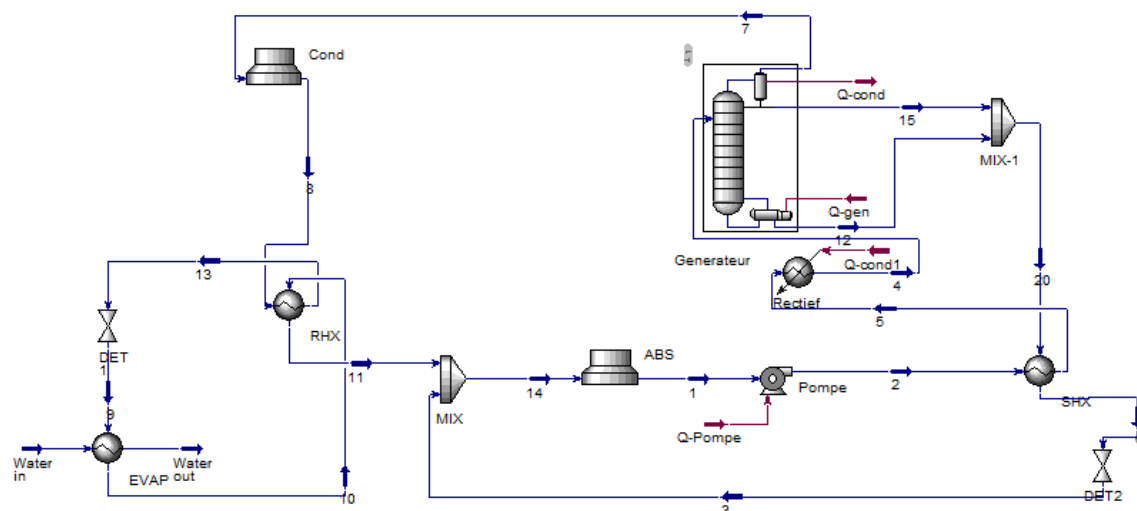 7
Cond
Q-cond
15
MIX-1
8
Q-gen
12
Generateur
Q-cond1
4
Rectief
20
13
5
RHX
DET
1
11
ABS
14
1
Pompe
2
MIX
SHX
9
Q-Pompe
Water
in
Water
out
EVAP
10
DET2
3